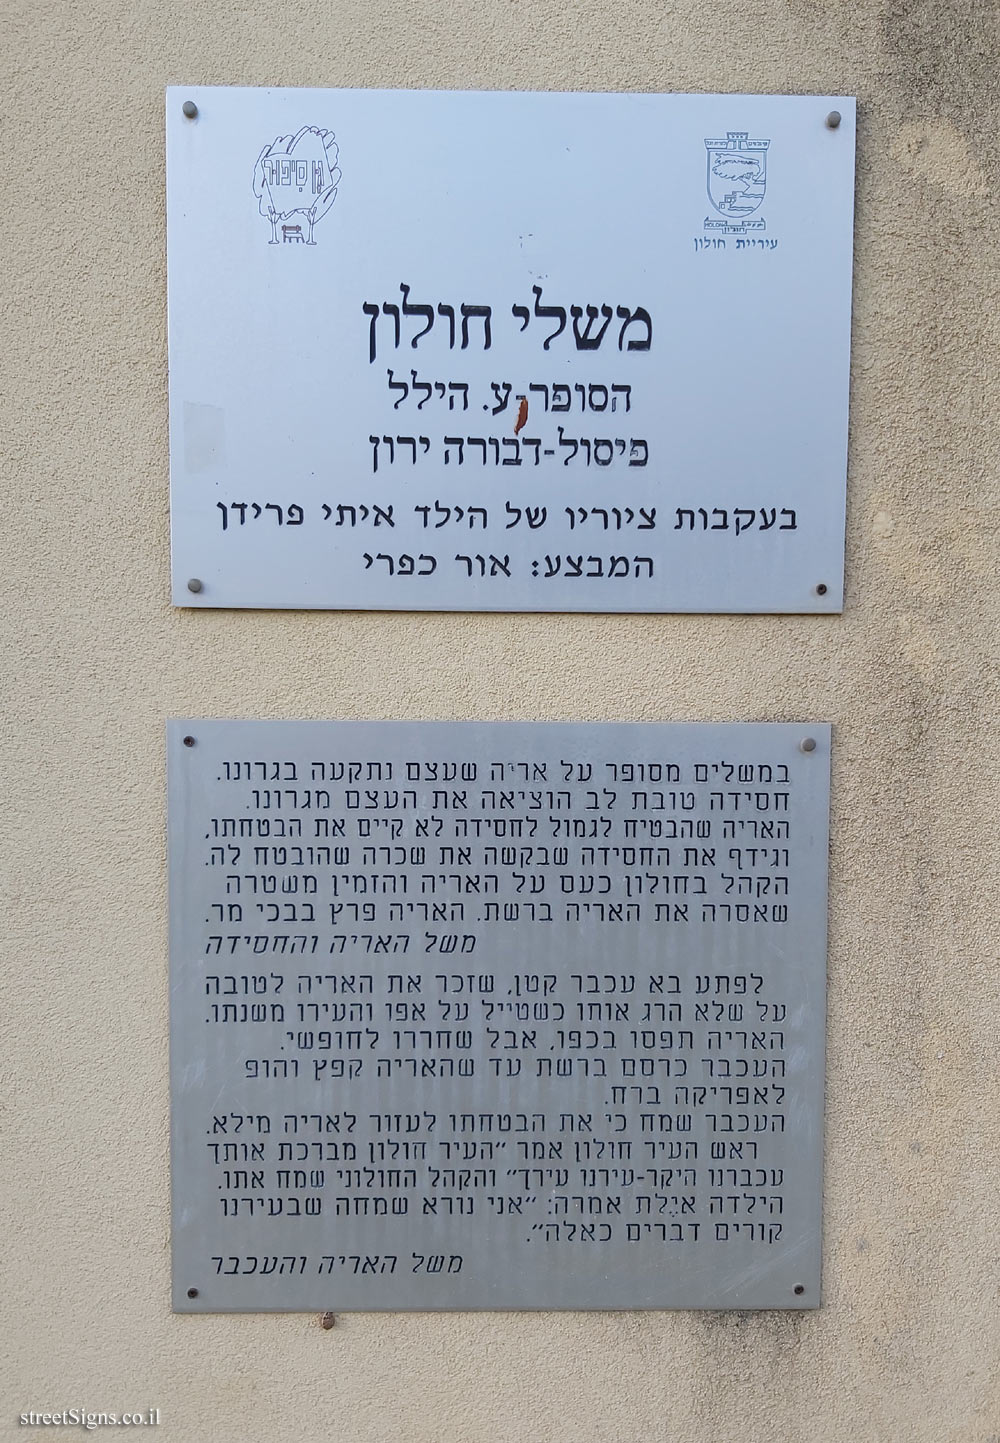 גן סיפור
HOLON
חולון
עיריית חולון
משלי חולון
הסופר-ע. הילל
פיסול-דבורה ירון
בעקבות ציוריו של הילד איתי פרידן
המבצע: אור כפרי
במשלים מסופר על אריה שעצם נתקעה בגרונו.
חסידה טובת לב הוציאה את העצם מגרונו.
האריה שהבטיח לגמול לחסידה לא קיים את הבטחתו,
וגידף את החסידה שבקשה את שכרה שהובטח לה.
הקהל בחולון כעס על האריה והזמין משטרה
שאסרה את האריה ברשת. האריה פרץ בבכי מר.
משל האריה והחסידה
לפתע בא עכבר קטן, שזכר את האריה לטובה
על שלא הרג אותו כשטייל על אפו והעירו משנתו.
האריה תפסו בכפו, אבל שחררו לחופשי.
העכבר כרסם ברשת עד שהאריה קפץ והופ
לאפריקה ברח.
העכבר שמח כי את הבטחתו לעזור לאריה מילא.
ראש העיר חולון אמר "העיר חולון מברכת אותך
עכברנו היקר-עירנו עירך" והקהל החולוני שמח אתו.
הילדה איָלת אמרה: "אני נורא שמחה שבעירנו
קורים דברים כאלה".
משל האריה והעכבר
streetSigns.co.il